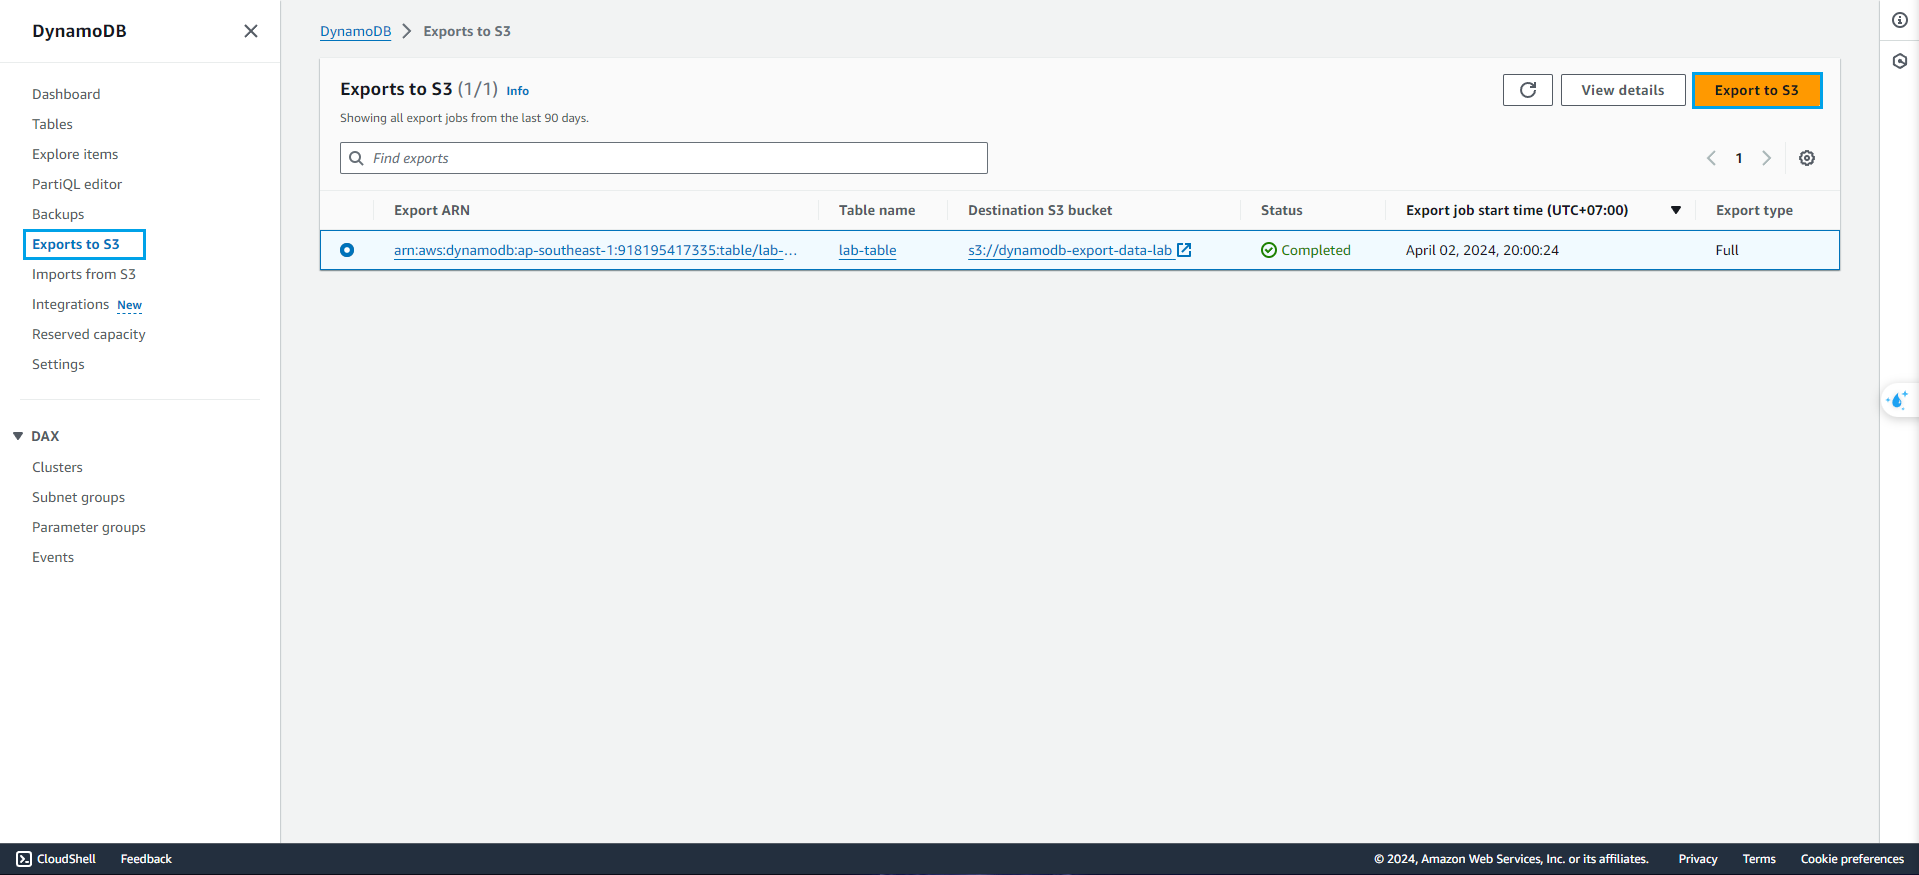 DynamoDB
Dashboard
Tables
Explore items
PartiQL editor
Backups
Exports to S3
Imports from S3
Integrations New
Reserved capacity
Settings
DAX
Clusters
Subnet groups
Parameter groups
Events
DynamoDB Exports to S3
Exports to S3 (1/1) Info
View details
Export to S3
Showing all export jobs from the last 90 days.
Find exports
1
Export ARN Table name Destination S3 bucket Status Export job start time (UTC+07:00) Export type
arn:aws:dynamodb:ap-southeast-1:918195417335:table/lab-... lab-table s3://dynamodb-export-data-lab Completed April 02, 2024, 20:00:24 Full
CloudShell Feedback © 2024, Amazon Web Services, Inc. or its affiliates. Privacy Terms Cookie preferences